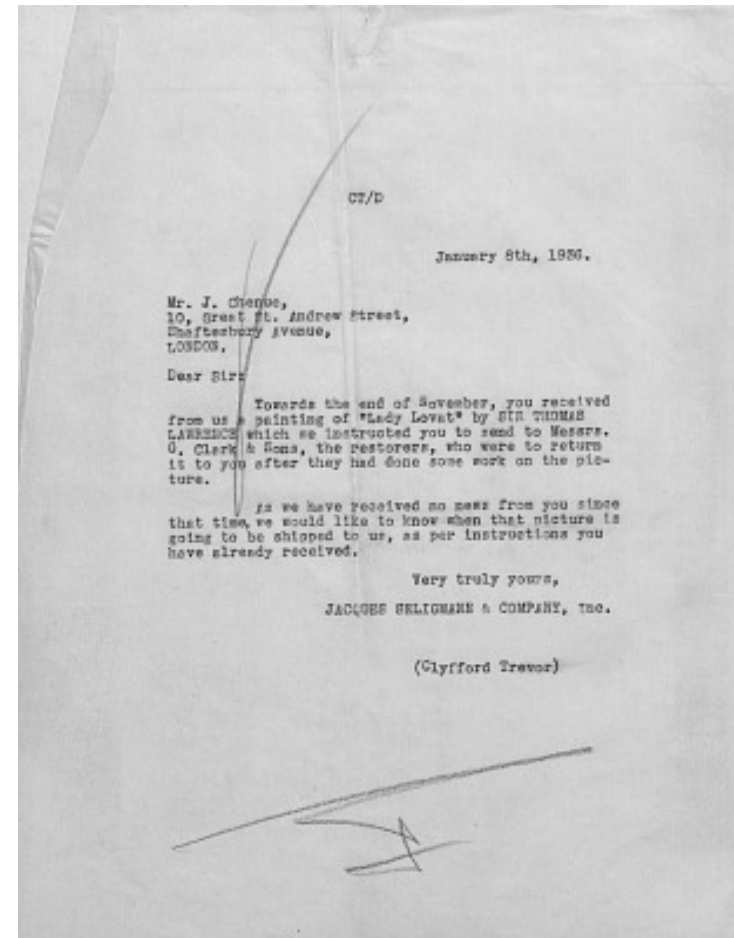 CT/D
January 8th, 1936.
Mr. J. Chenue,
10, Great St. Andrew Street,
Shaftesbury Avenue,
LONDON.
Dear Sir:
Towards the end of November, you received
from us a painting of "Lady Lovat" by SIR THOMAS
LAWRENCE which we instructed you to send to Messrs.
G. Clark & Sons, the restorers, who were to return
it to you after they had done some work on the pic-
ture.
As we have received no news from you since
that time, we would like to know when that picture is
going to be shipped to us, as per instructions you
have already received.
Very truly yours,
JACQUES SELIGMANN & COMPANY, Inc.
(Clyfford Trevor)